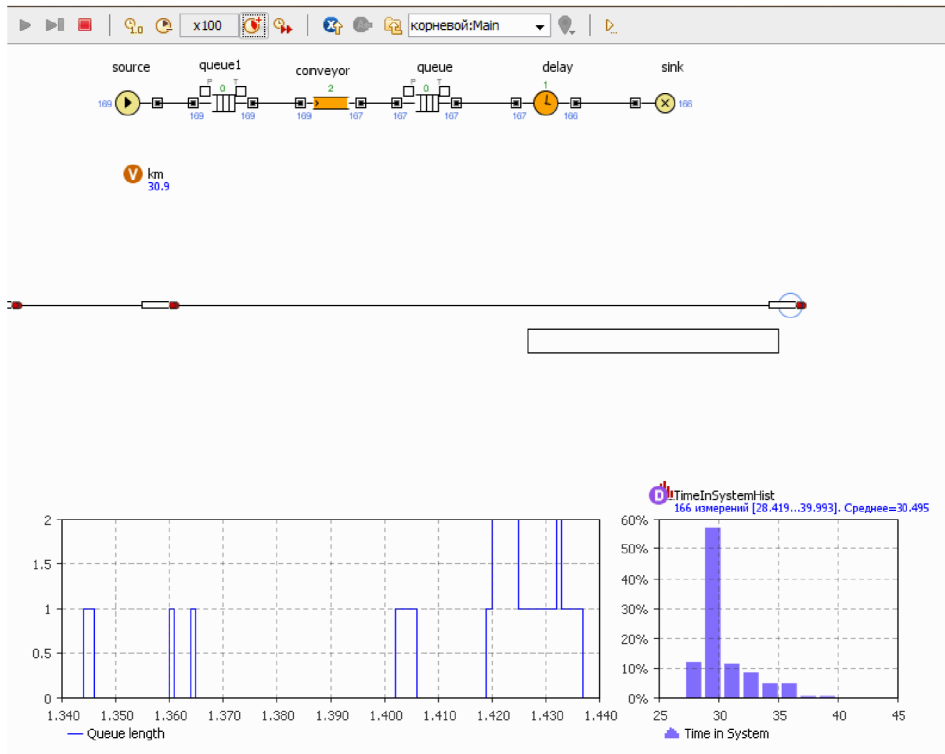 1.0 x100 корневой:Main
source queue1 conveyor queue delay sink
P T P T
0 2 0 1
169 166
169 169 169 167 167 167 167 166
V km
30.9
D TimeInSystemHist
166 измерений [28.419...39.993]. Среднее=30.495
2
1.5
1
0.5
0
1.340 1.350 1.360 1.370 1.380 1.390 1.400 1.410 1.420 1.430 1.440
Queue length
60%
50%
40%
30%
20%
10%
0%
25 30 35 40 45
Time in System